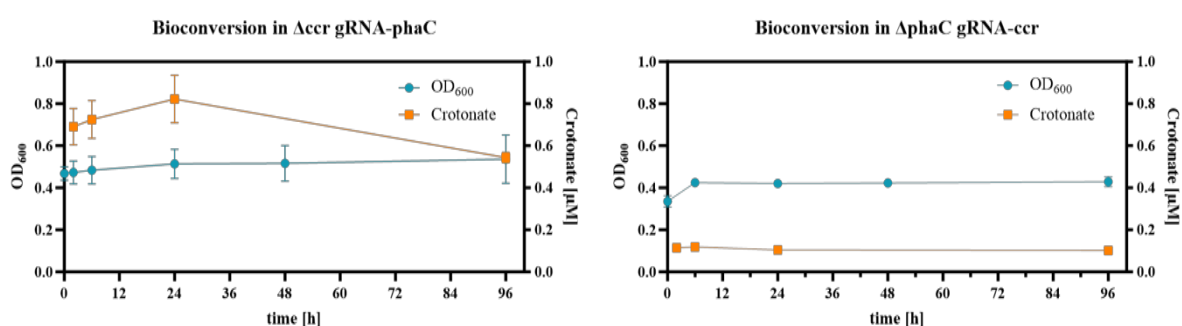 Bioconversion in Δccr gRNA-phaC
1.0
0.8
0.6
0.4
0.2
0.0
OD600
OD600
Crotonate
1.0
0.8
0.6
0.4
0.2
0.0
Crotonate [µM]
0 12 24 36 48 60 72 84 96
time [h]
Bioconversion in ΔphaC gRNA-ccr
1.0
0.8
0.6
0.4
0.2
0.0
OD600
OD600
Crotonate
1.0
0.8
0.6
0.4
0.2
0.0
Crotonate [µM]
0 12 24 36 48 60 72 84 96
time [h]